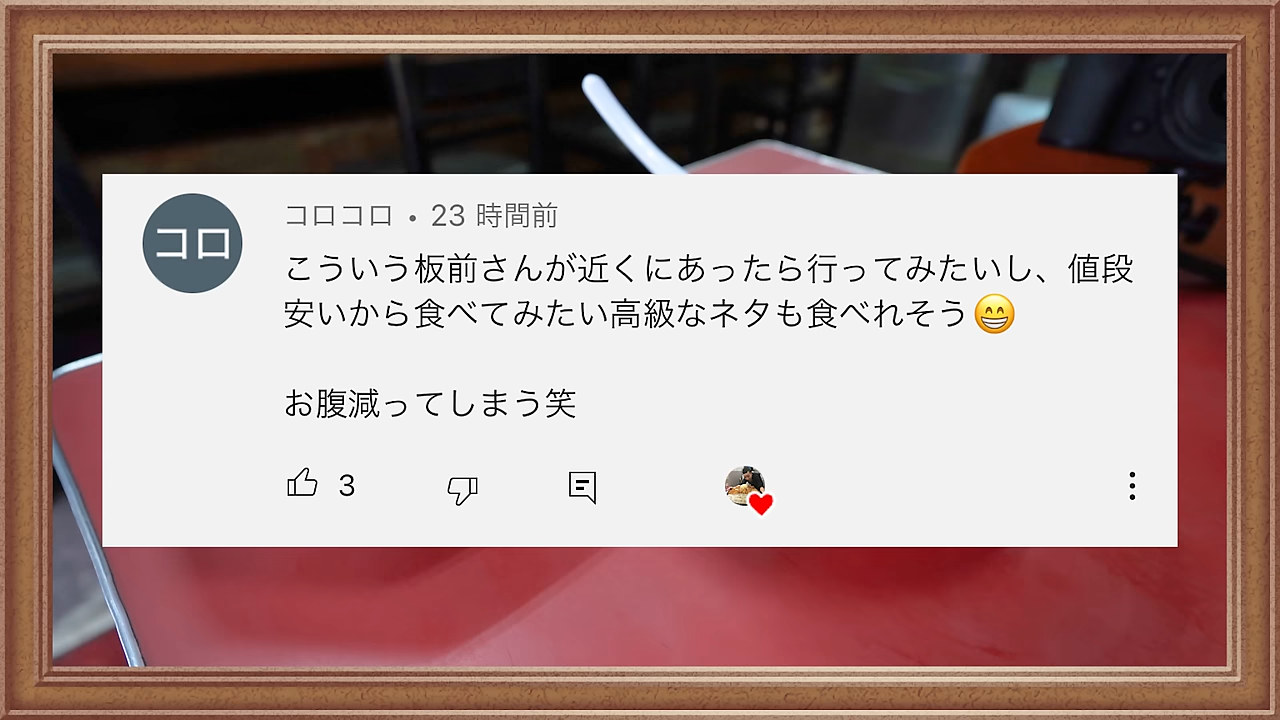 コロ
コロコロ • 23 時間前
こういう板前さんが近くにあったら行ってみたいし、値段
安いから食べてみたい高級なネタも食べれそう😁
お腹減ってしまう笑
3